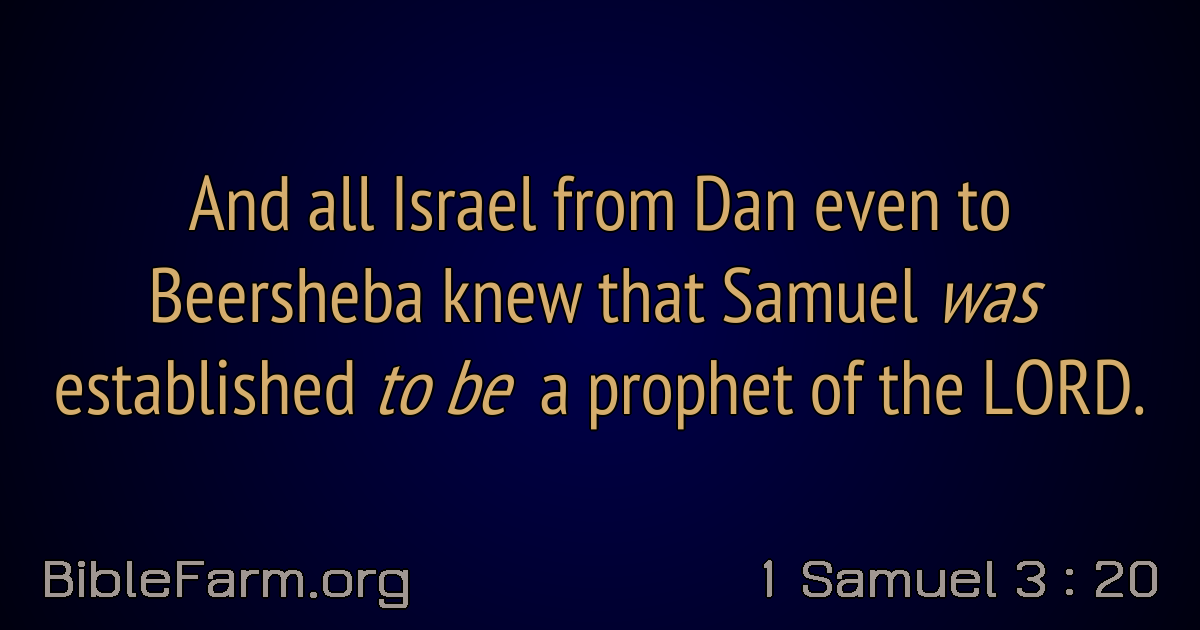 And all Israel from Dan even to
Beersheba knew that Samuel was
established to be a prophet of the LORD.
BibleFarm.org
1 Samuel 3 : 20